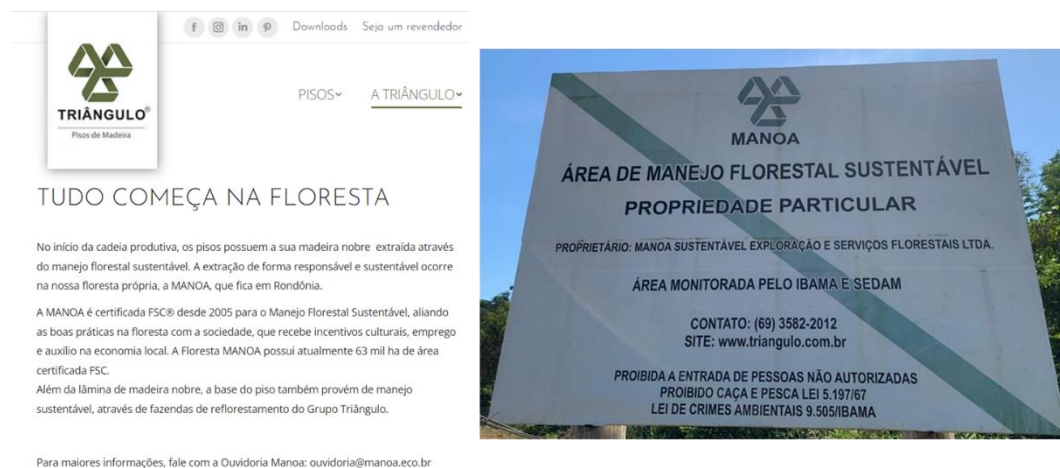 Downloads Seja um revendedor
TRIÂNGULO®
Pisos de Madeira
PISOS
A TRIÂNGULO
TUDO COMEÇA NA FLORESTA
No início da cadeia produtiva, os pisos possuem a sua madeira nobre extraída através
do manejo florestal sustentável. A extração de forma responsável e sustentável ocorre
na nossa floresta própria, a MANOA, que fica em Rondônia.
A MANOA é certificada FSC® desde 2005 para o Manejo Florestal Sustentável, aliando
as boas práticas na floresta com a sociedade, que recebe incentivos culturais, emprego
e auxílio na economia local. A Floresta MANOA possui atualmente 63 mil ha de área
certificada FSC.
Além da lâmina de madeira nobre, a base do piso também provém de manejo
sustentável, através de fazendas de reflorestamento do Grupo Triângulo.
Para maiores informações, fale com a Ouvidoria Manoa: ouvidoria@manoa.eco.br
MANOA
ÁREA DE MANEJO FLORESTAL SUSTENTÁVEL
PROPRIEDADE PARTICULAR
PROPRIETÁRIO: MANOA SUSTENTÁVEL EXPLORAÇÃO E SERVIÇOS FLORESTAIS LTDA.
ÁREA MONITORADA PELO IBAMA E SEDAM
CONTATO: (69) 3582-2012
SITE: www.triangulo.com.br
PROIBIDA A ENTRADA DE PESSOAS NÃO AUTORIZADAS
PROIBIDO CAÇA E PESCA LEI 5.197/67
LEI DE CRIMES AMBIENTAIS 9.505/IBAMA